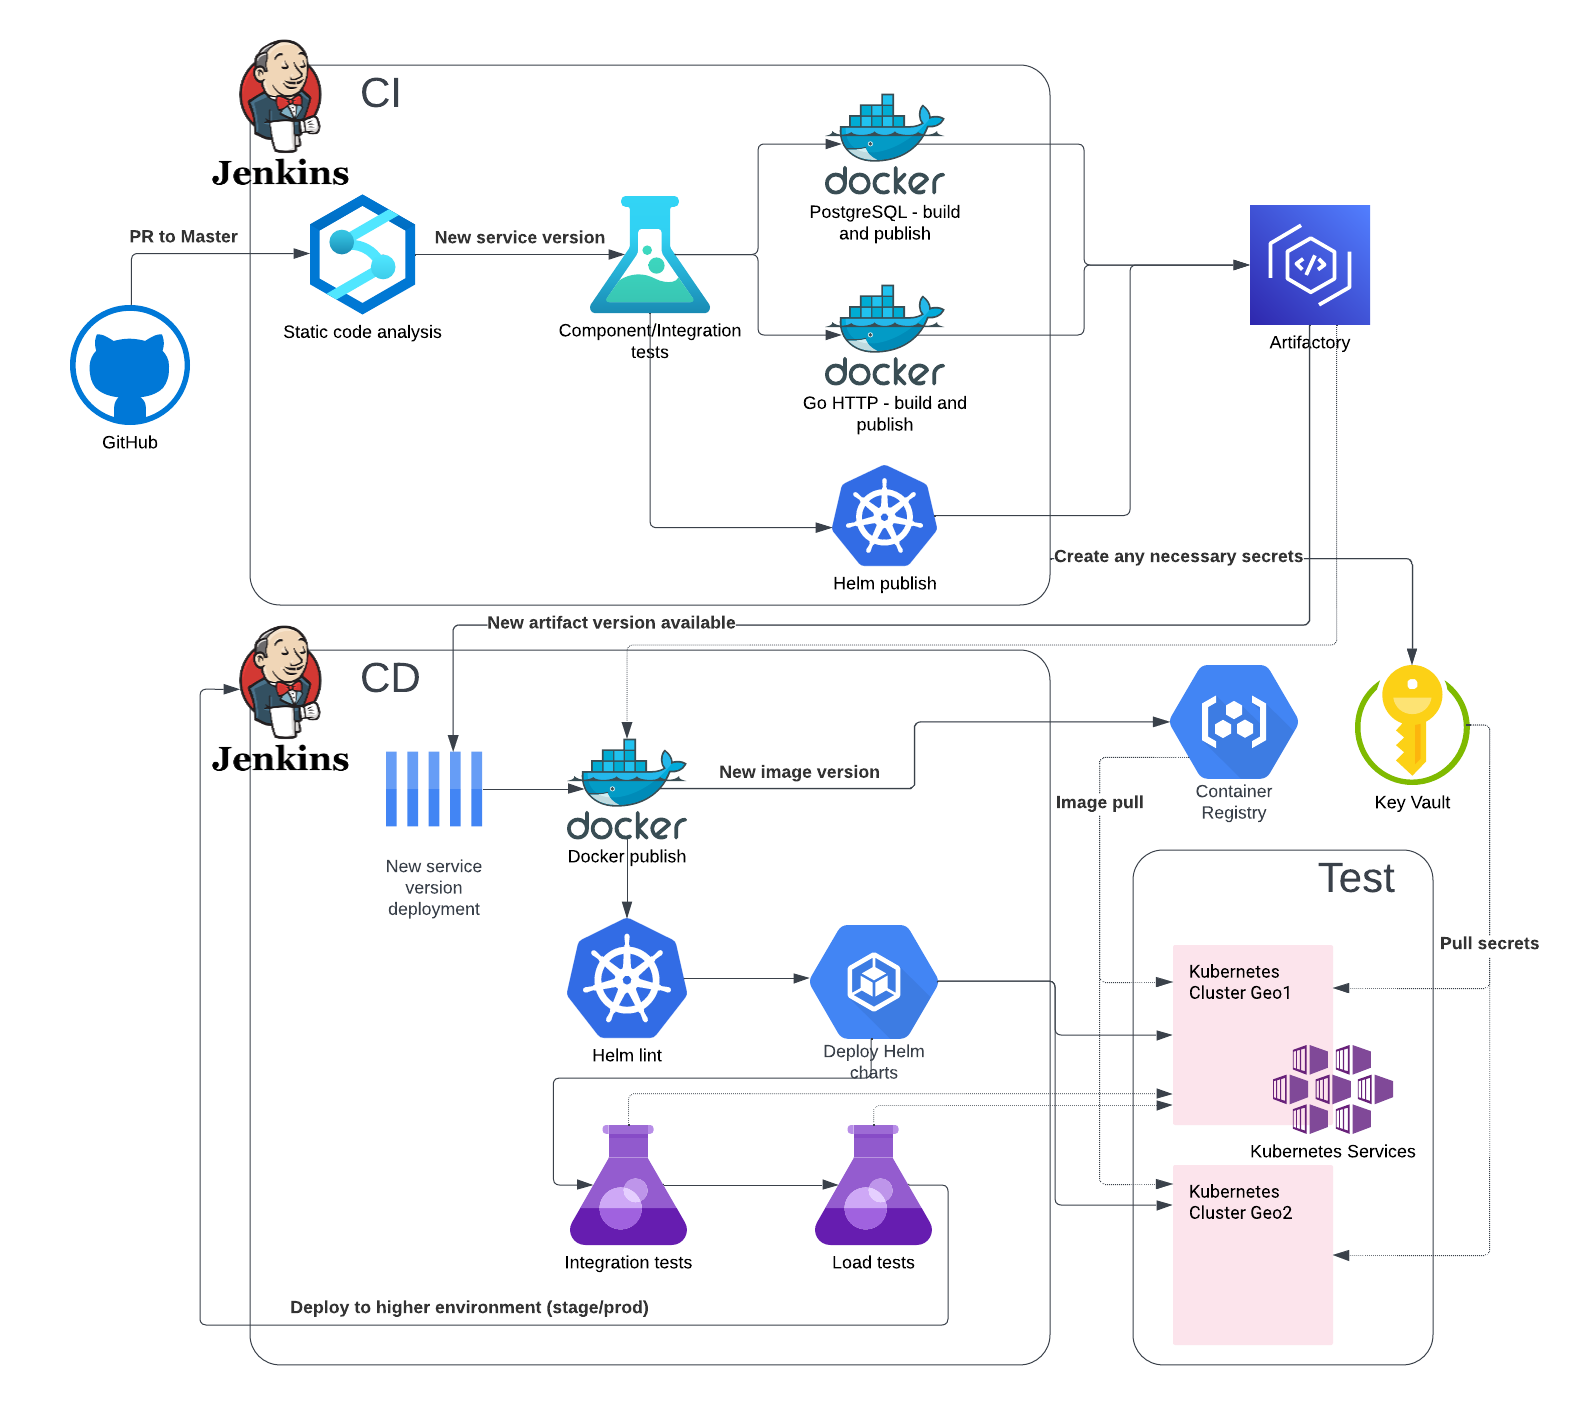 CI
Jenkins
PR to Master
New service version
Static code analysis
Component/Integration
tests
docker
PostgreSQL - build
and publish
docker
Go HTTP - build and
publish
Artifactory
GitHub
Helm publish
Create any necessary secrets
New artifact version available
CD
Jenkins
New image version
docker
Docker publish
New service
version
deployment
Container
Registry
Key Vault
Image pull
Test
Pull secrets
Kubernetes
Cluster Geo1
Helm lint
Deploy Helm
charts
Kubernetes Services
Kubernetes
Cluster Geo2
Integration tests
Load tests
Deploy to higher environment (stage/prod)